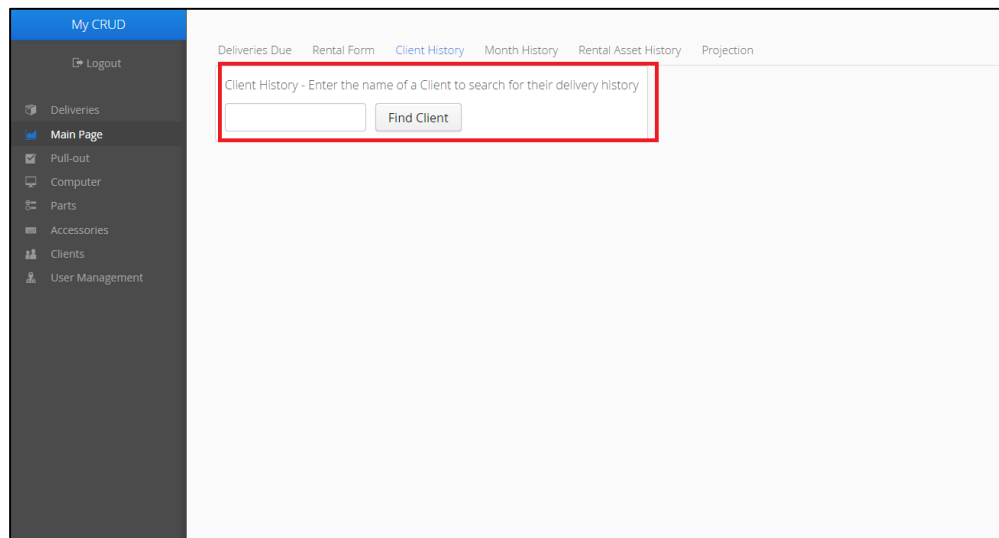 My CRUD
Logout
Deliveries
Main Page
Pull-out
Computer
Parts
Accessories
Clients
User Management
Deliveries Due Rental Form Client History Month History Rental Asset History Projection
Client History - Enter the name of a Client to search for their delivery history
Find Client